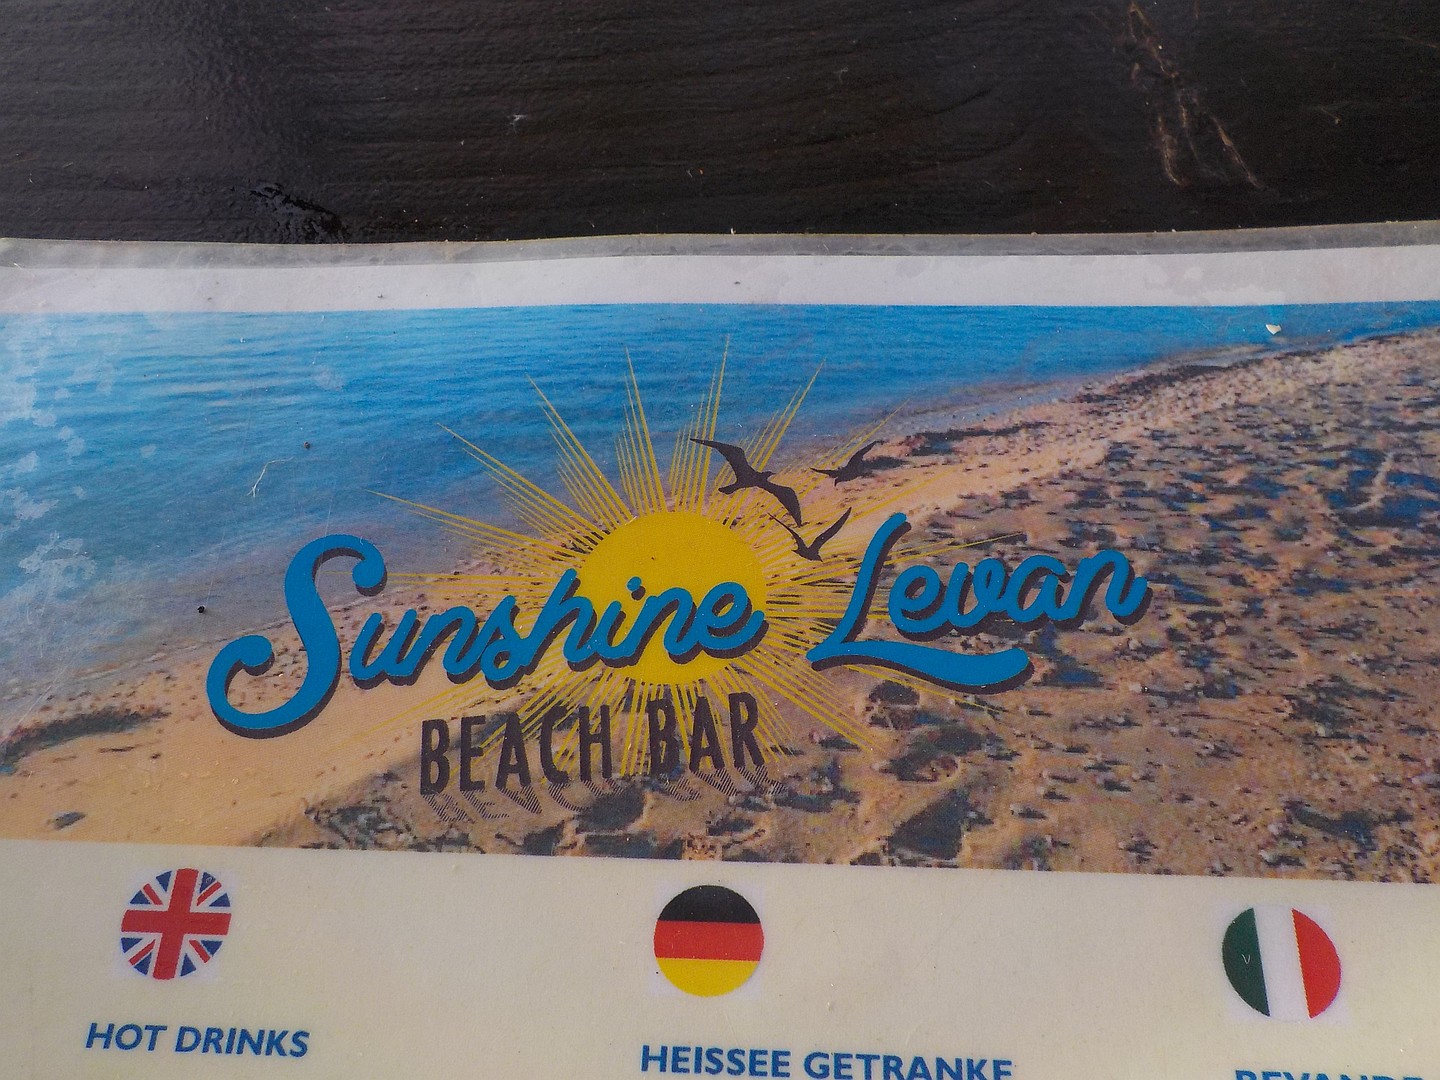 Sunshine Levan
BEACH BAR
HOT DRINKS
HEISSEE GETRANKE